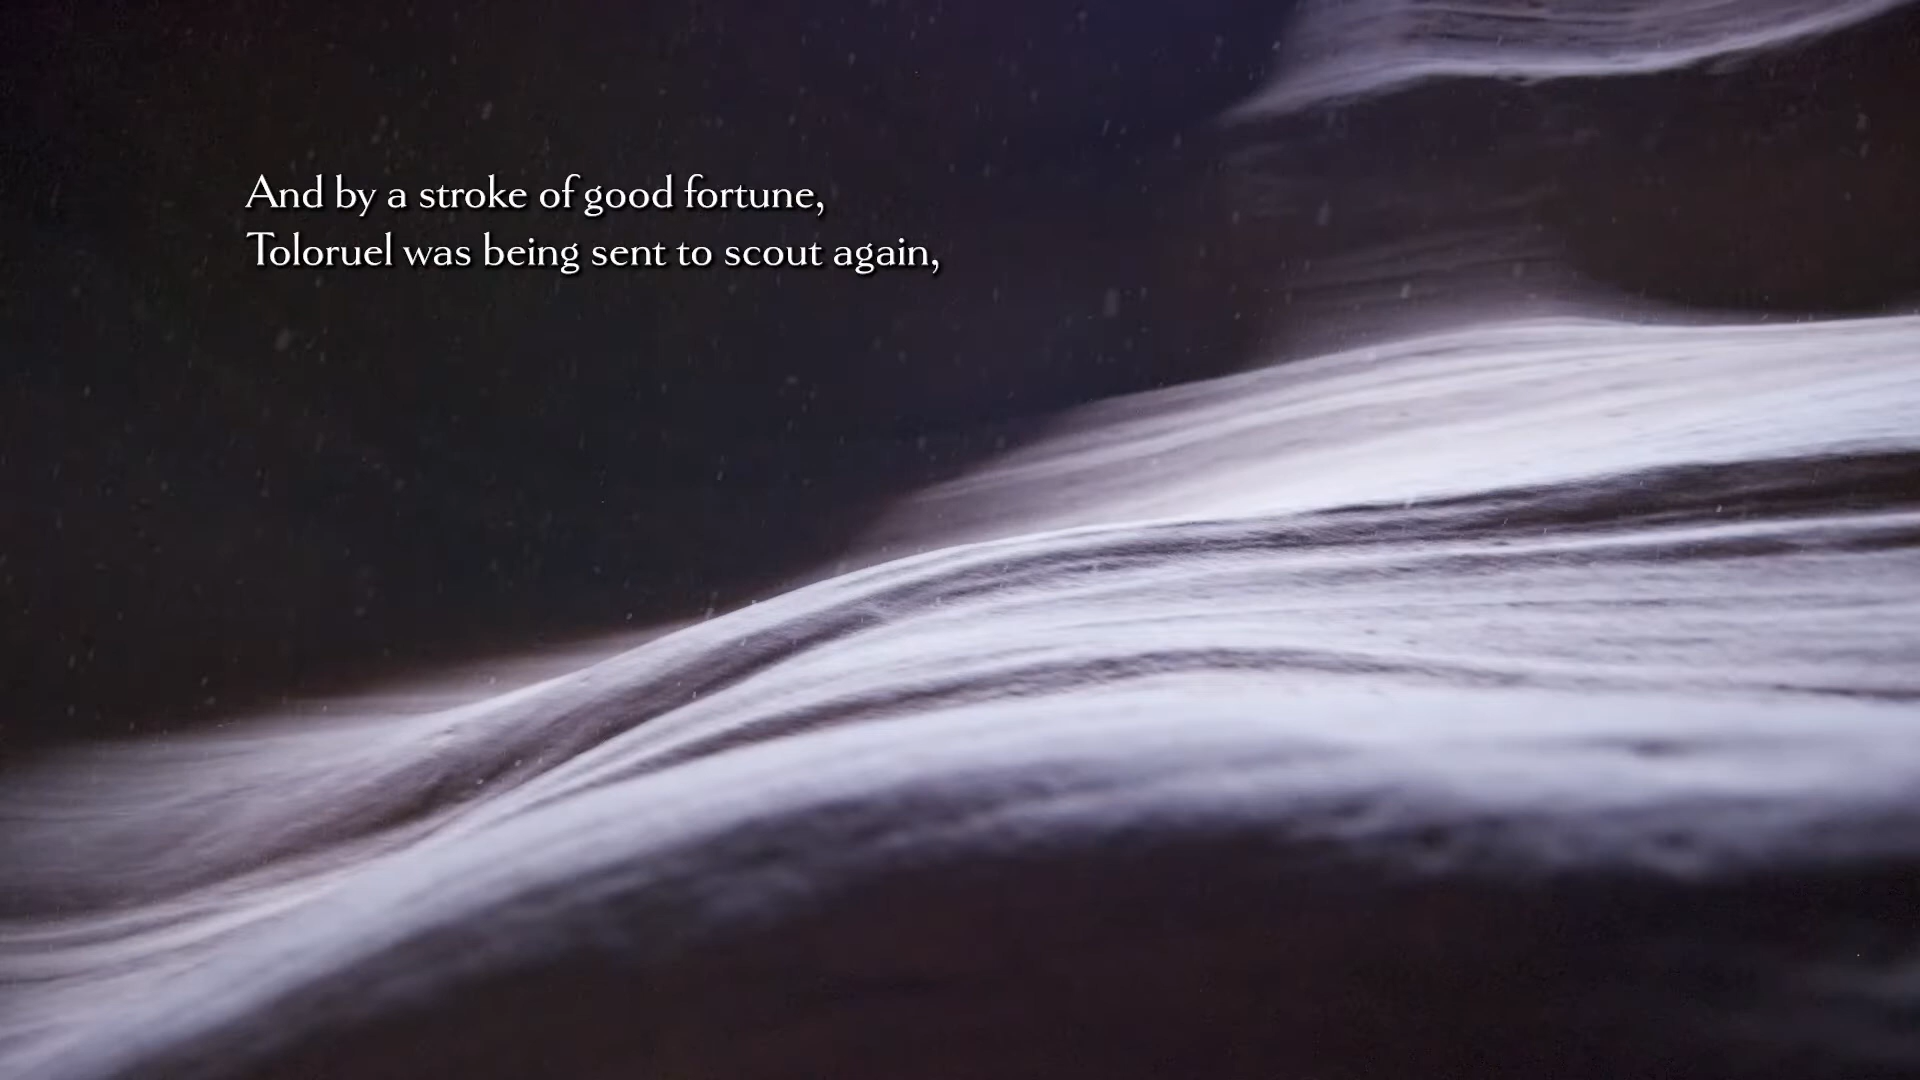 And by a stroke of good fortune,
Toloruel was being sent to scout again,